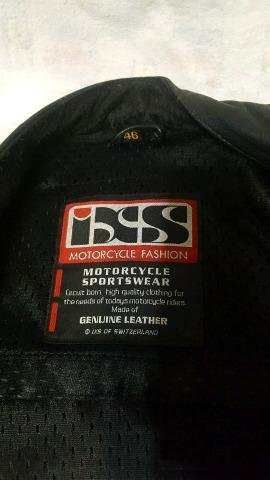 46
ixs
MOTORCYCLE FASHION
MOTORCYCLE
SPORTSWEAR
Circuit born, high quality clothing for
the needs of todays motorcycle riders.
Made of
GENUINE LEATHER
© IXS OF SWITZERLAND